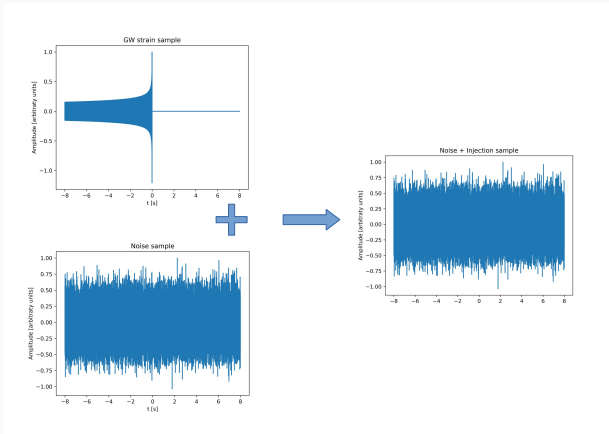 GW strain sample
1.0
0.5
0.0
−0.5
−1.0
Amplitude [arbitraty units]
−8 −6 −4 −2 0 2 4 6 8
t [s]
Noise sample
1.00
0.75
0.50
0.25
0.00
−0.25
−0.50
−0.75
−1.00
Amplitude [arbitraty units]
−8 −6 −4 −2 0 2 4 6 8
t [s]
Noise + Injection sample
1.00
0.75
0.50
0.25
0.00
−0.25
−0.50
−0.75
−1.00
Amplitude [arbitraty units]
−8 −6 −4 −2 0 2 4 6 8
t [s]